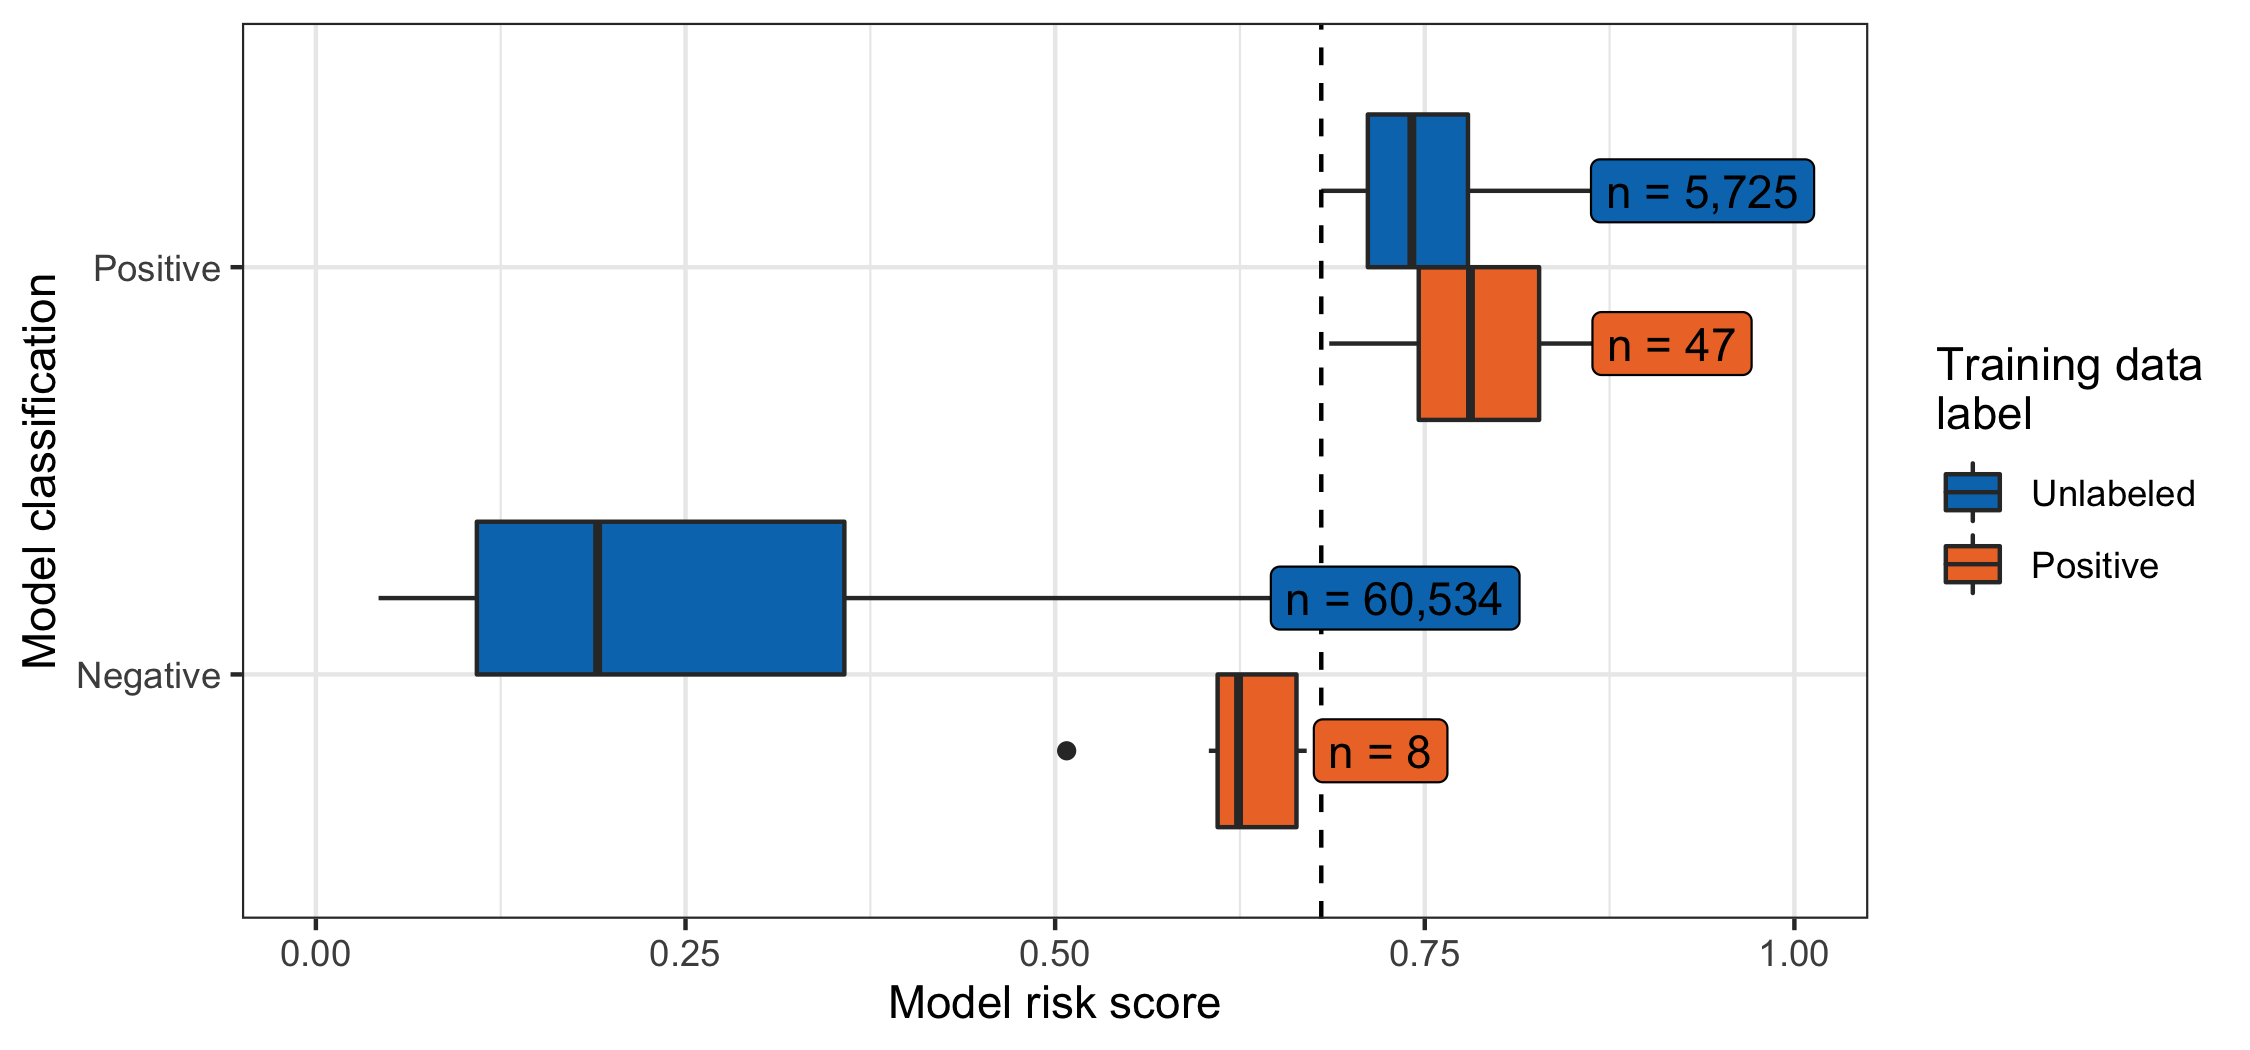 Model classification
Positive
Negative
n = 5,725
n = 47
n = 60,534
n = 8
0.00 0.25 0.50 0.75 1.00
Model risk score
Training data
label
Unlabeled
Positive